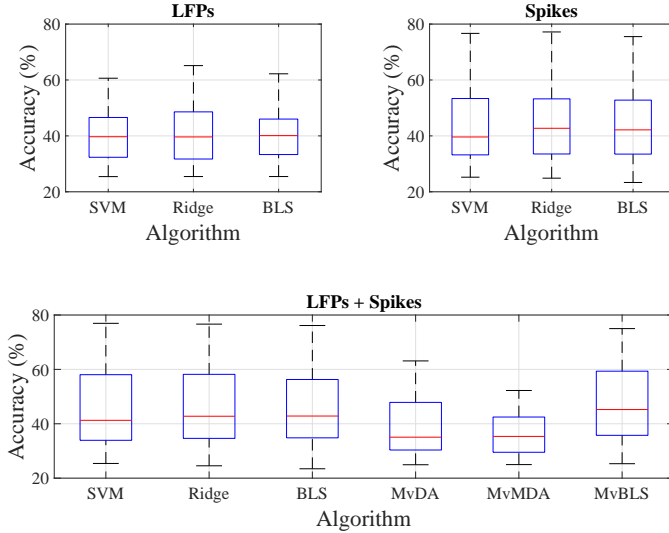 LFPs
Accuracy (%)
80
60
40
20
SVM Ridge BLS
Algorithm
Spikes
Accuracy (%)
80
60
40
20
SVM Ridge BLS
Algorithm
LFPs + Spikes
Accuracy (%)
80
60
40
20
SVM Ridge BLS MvDA MvMDA MvBLS
Algorithm